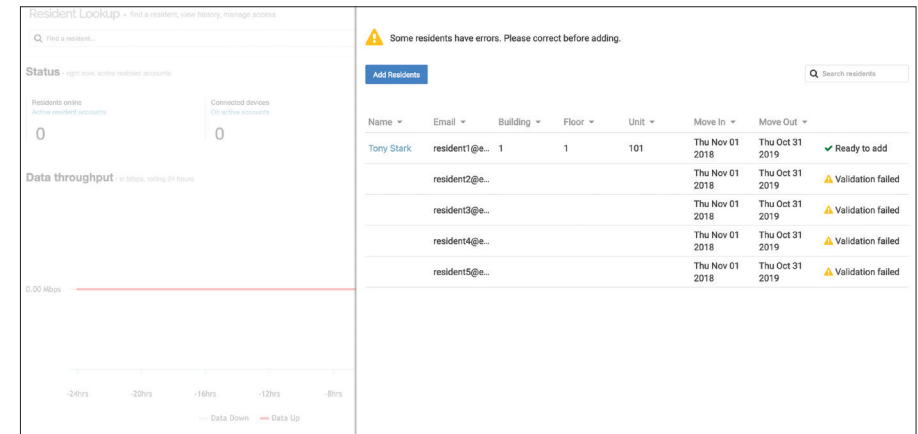 Resident Lookup - find a resident, view history, manage access
Find a resident...
Status - right now, active resident accounts
Residents online
Active resident accounts
0
Connected devices
On active accounts
0
Data throughput - in Mbps, rolling 24 hours
0.00 Mbps
-24hrs -20hrs -16hrs -12hrs -8hrs
Data Down Data Up
Some residents have errors. Please correct before adding.
Add Residents
Search residents
Name Email Building Floor Unit Move In Move Out
Tony Stark resident1@e... 1 1 101 Thu Nov 01 2018 Thu Oct 31 2019 Ready to add
resident2@e... Thu Nov 01 2018 Thu Oct 31 2019 Validation failed
resident3@e... Thu Nov 01 2018 Thu Oct 31 2019 Validation failed
resident4@e... Thu Nov 01 2018 Thu Oct 31 2019 Validation failed
resident5@e... Thu Nov 01 2018 Thu Oct 31 2019 Validation failed